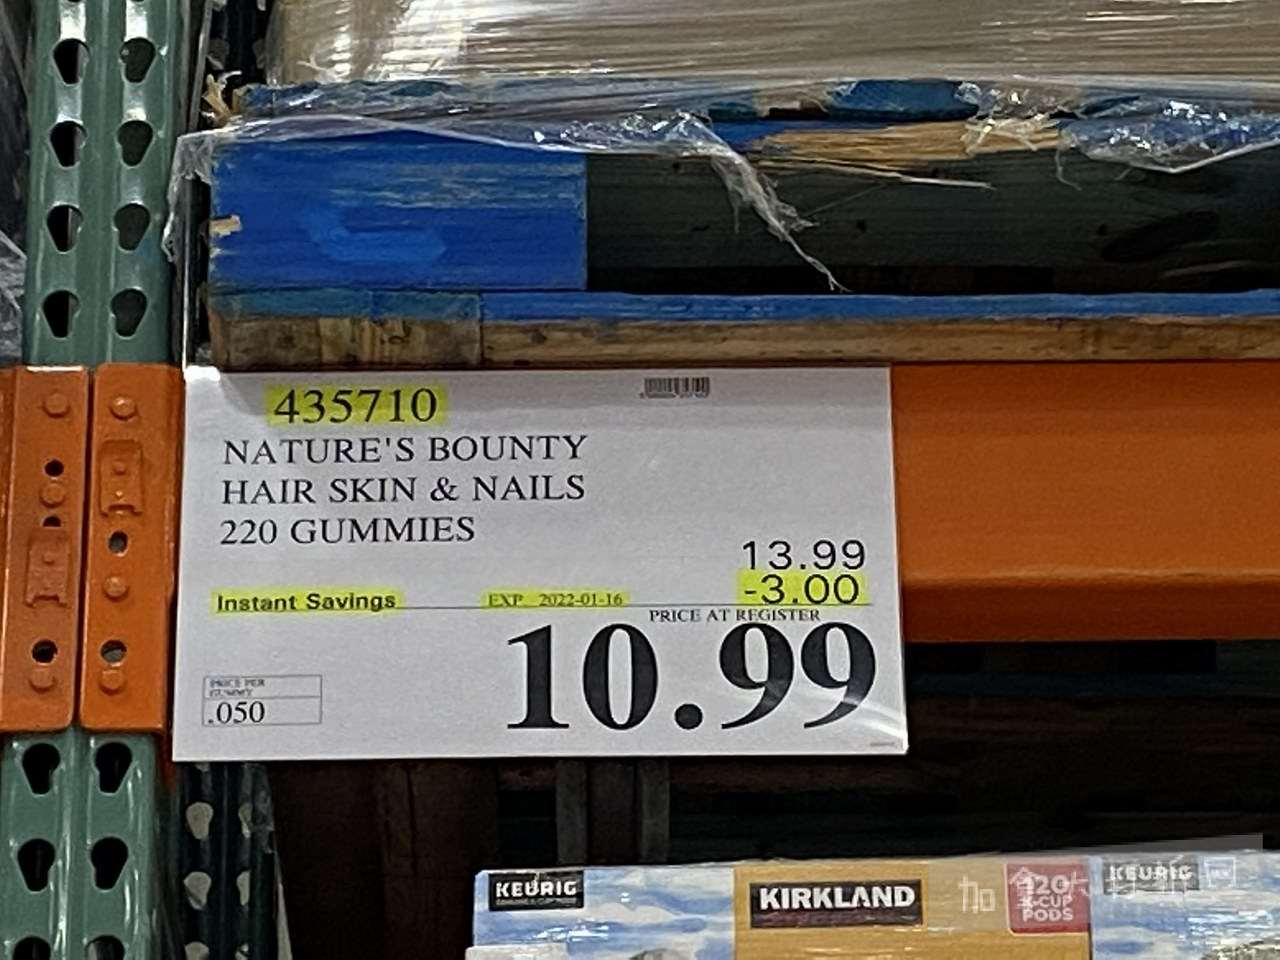 435710
NATURE'S BOUNTY
HAIR SKIN & NAILS
220 GUMMIES
13.99
-3.00
Instant Savings EXP 2022-01-16
PRICE AT REGISTER
10.99
PRICE PER
GUMMY
.050
KEURIG
KIRKLAND
120
K-CUP
PODS
KEURIG